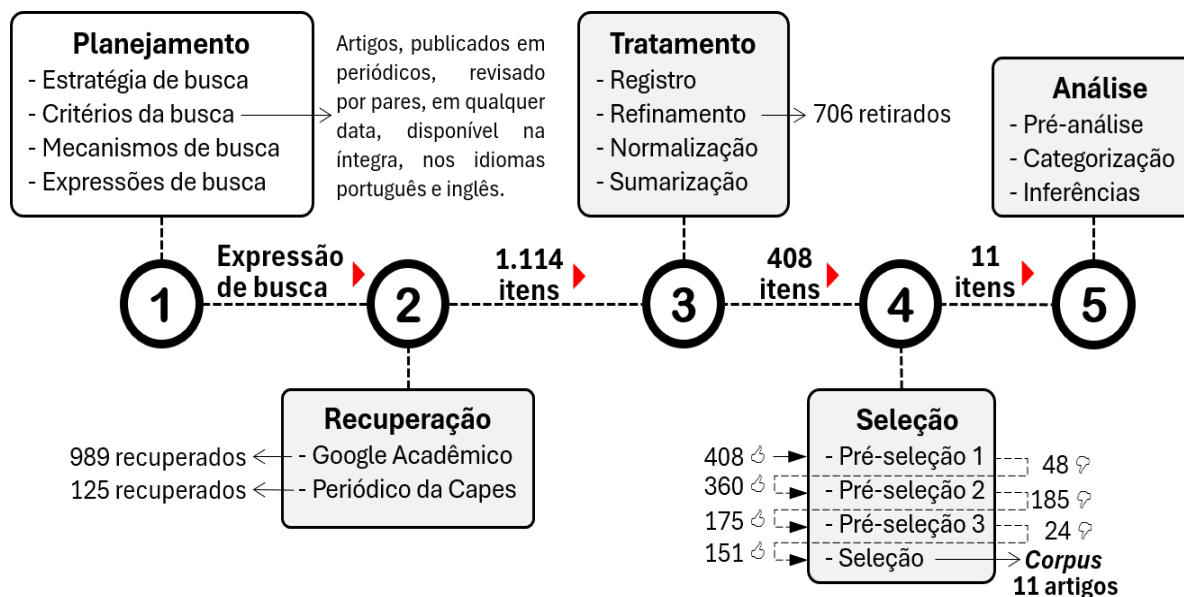 Planejamento
- Estratégia de busca
- Critérios da busca
- Mecanismos de busca
- Expressões de busca
Artigos, publicados em
periódicos, revisado
por pares, em qualquer
data, disponível na
íntegra, nos idiomas
português e inglês.
Tratamento
- Registro
- Refinamento
- Normalização
- Sumarização
706 retirados
Análise
- Pré-análise
- Categorização
- Inferências
1
Expressão
de busca
2
1.114
itens
3
408
itens
4
11
itens
5
Recuperação
- Google Acadêmico
- Periódico da Capes
989 recuperados
125 recuperados
Seleção
- Pré-seleção 1
- Pré-seleção 2
- Pré-seleção 3
- Seleção
408
360
175
151
48
185
24
Corpus
11 artigos